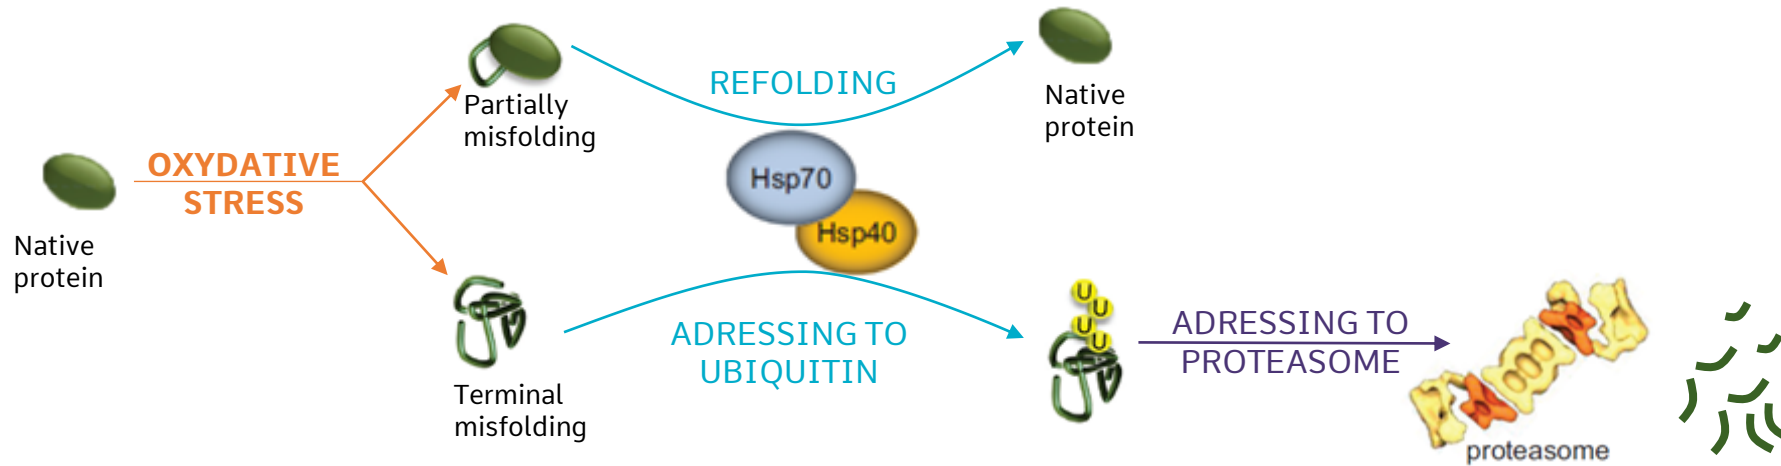 Native
protein
OXYDATIVE
STRESS
Partially
misfolding
Terminal
misfolding
REFOLDING
Hsp70
Hsp40
ADRESSING TO
UBIQUITIN
Native
protein
U
U
U
U
ADRESSING TO
PROTEASOME
proteasome